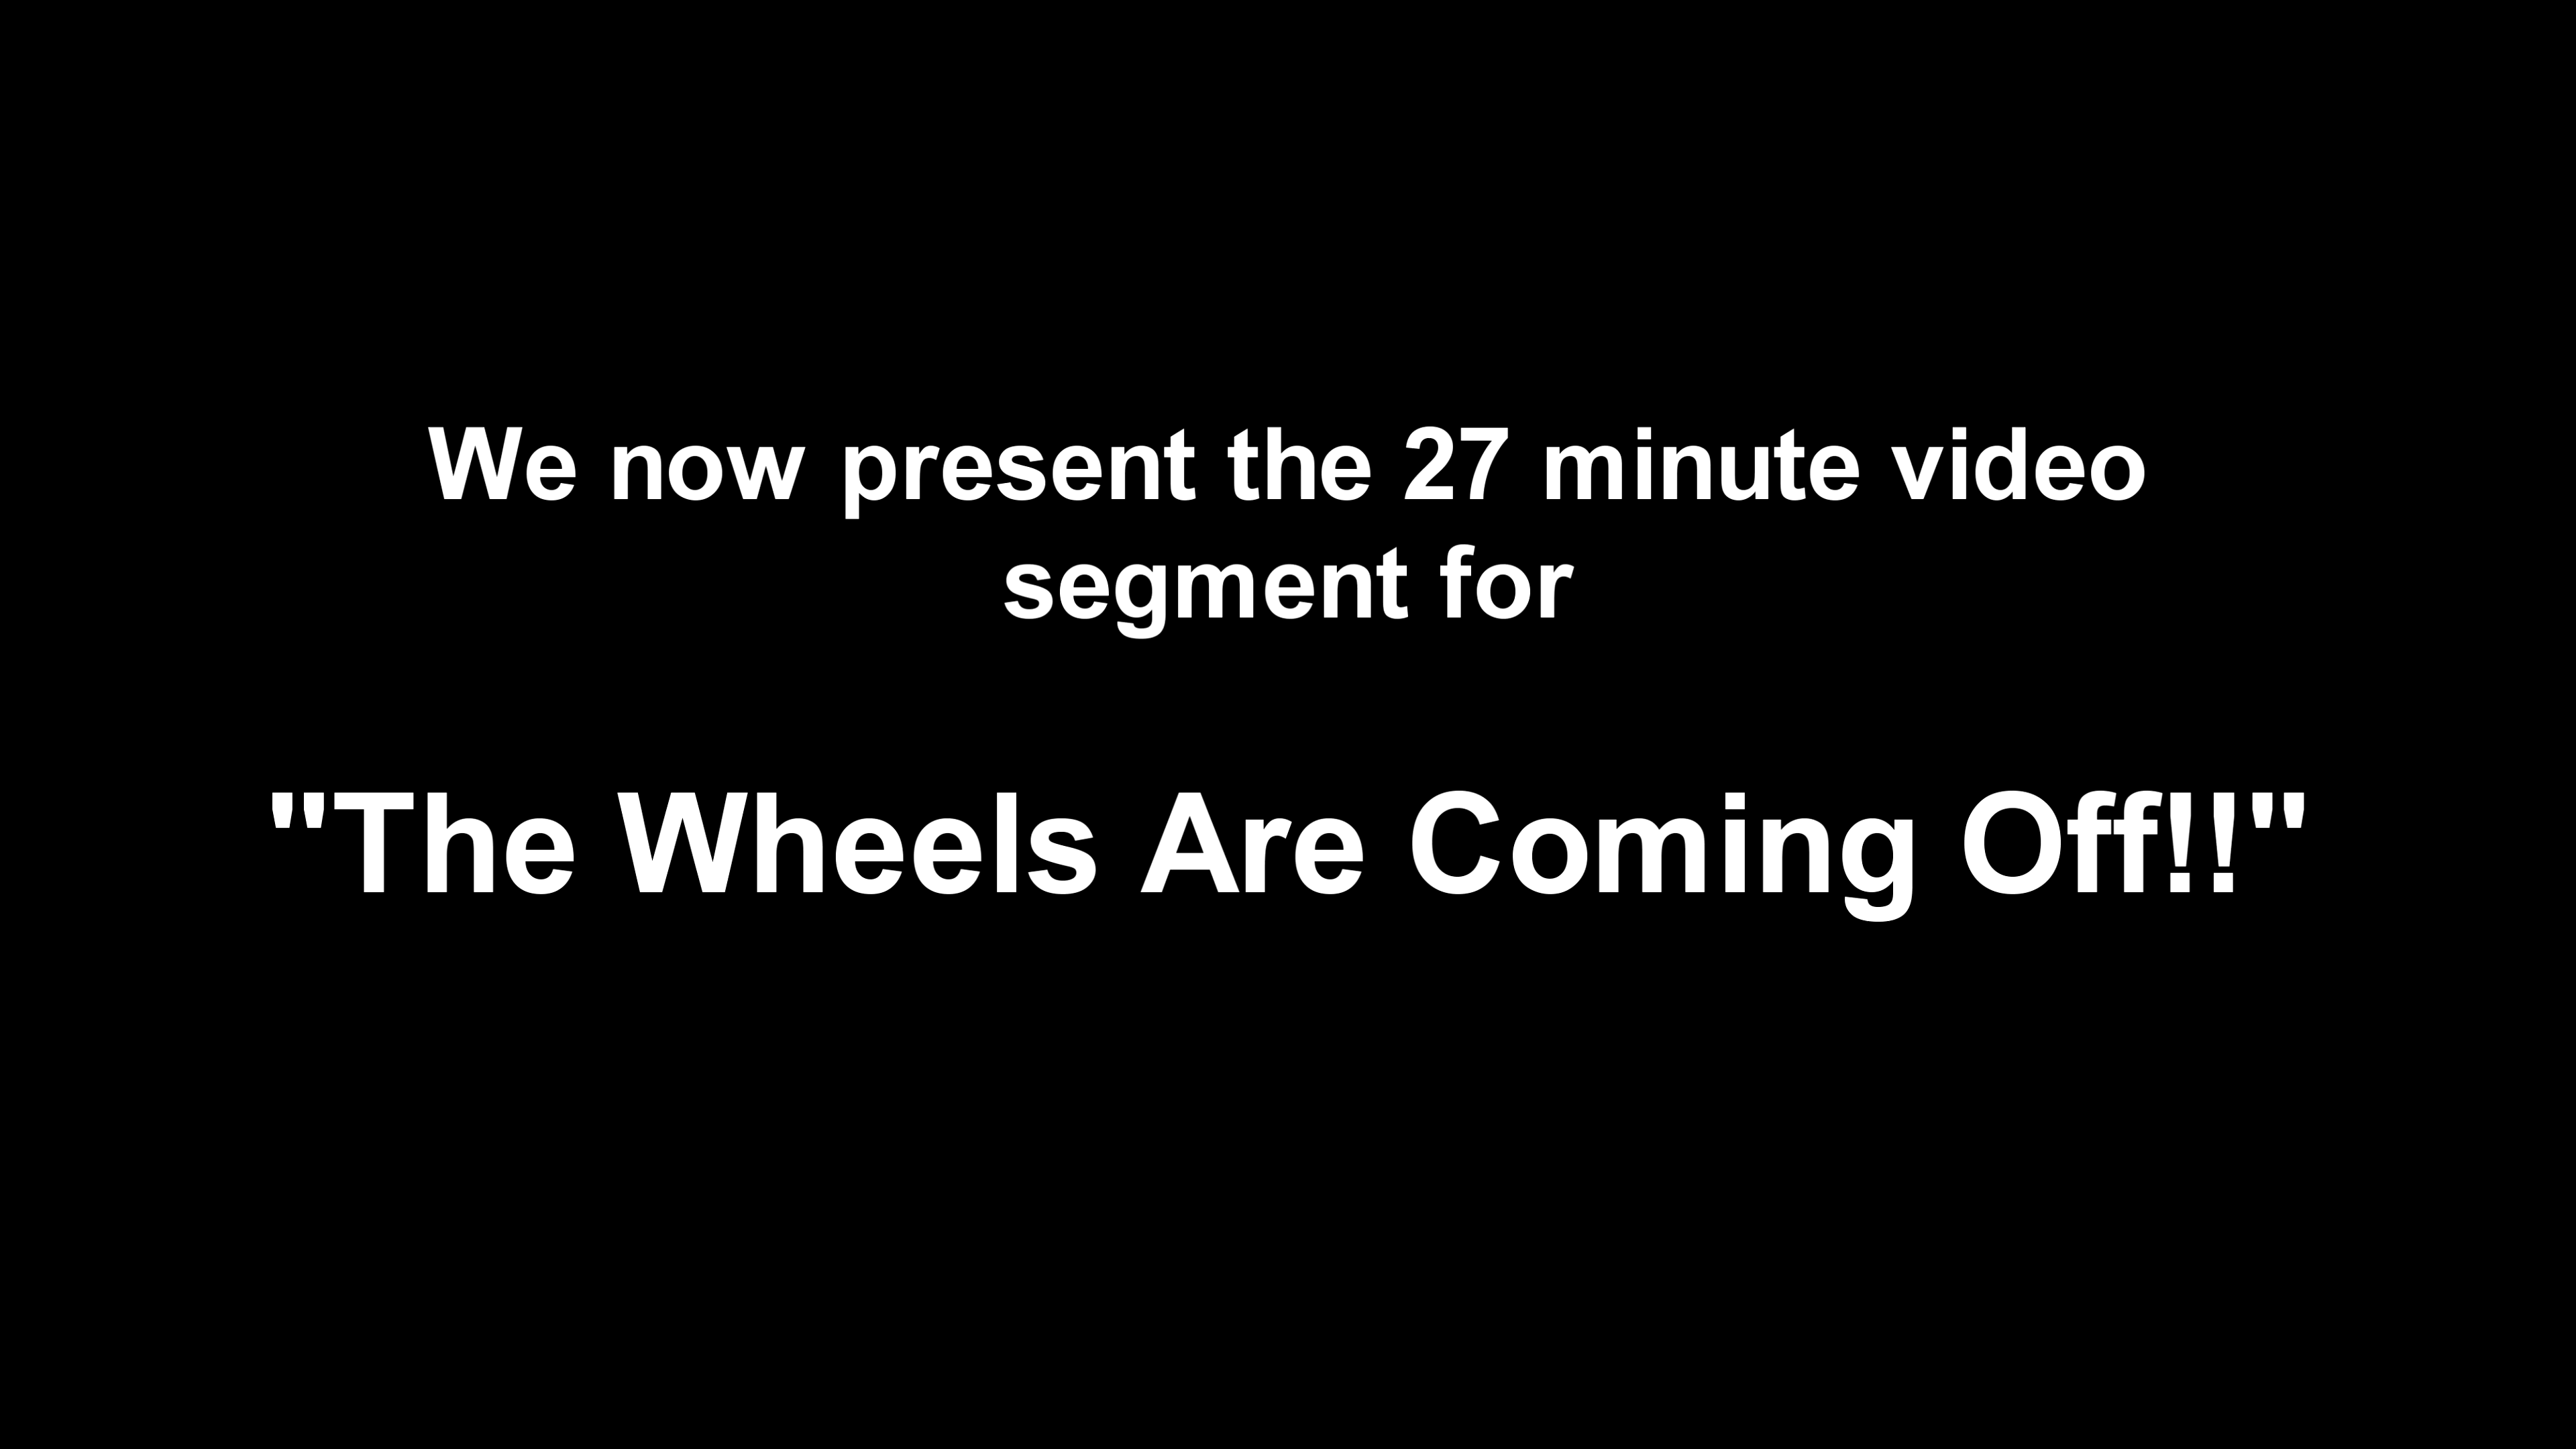 We now present the 27 minute video
segment for
"The Wheels Are Coming Off!!"